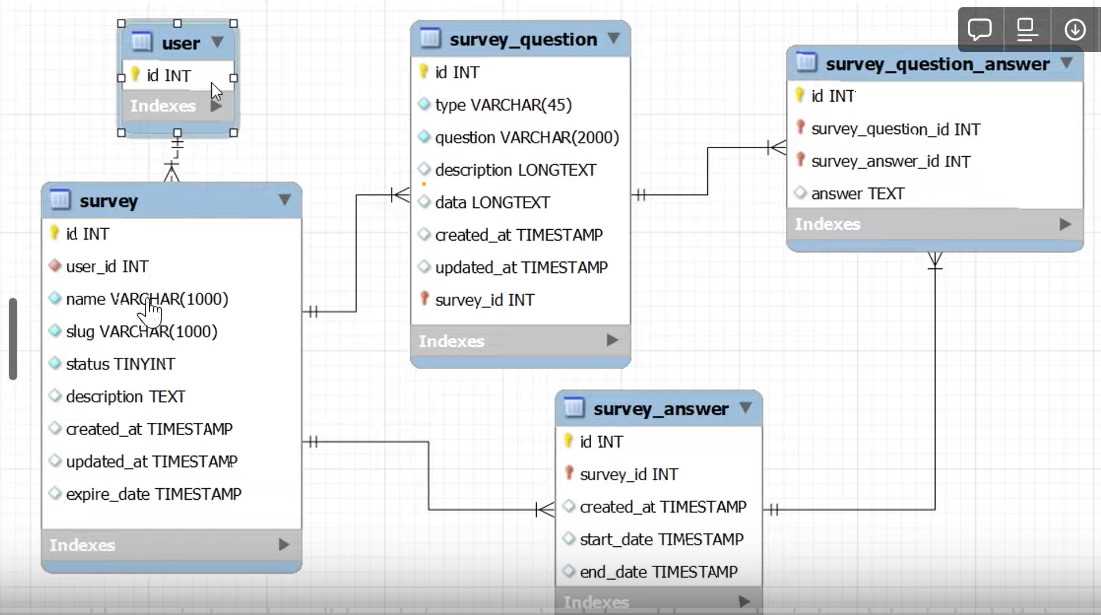 user
id INT
Indexes
survey
id INT
user_id INT
name VARCHAR(1000)
slug VARCHAR(1000)
status TINYINT
description TEXT
created_at TIMESTAMP
updated_at TIMESTAMP
expire_date TIMESTAMP
Indexes
survey_question
id INT
type VARCHAR(45)
question VARCHAR(2000)
description LONGTEXT
data LONGTEXT
created_at TIMESTAMP
updated_at TIMESTAMP
survey_id INT
Indexes
survey_answer
id INT
survey_id INT
created_at TIMESTAMP
start_date TIMESTAMP
end_date TIMESTAMP
Indexes
survey_question_answer
id INT
survey_question_id INT
survey_answer_id INT
answer TEXT
Indexes